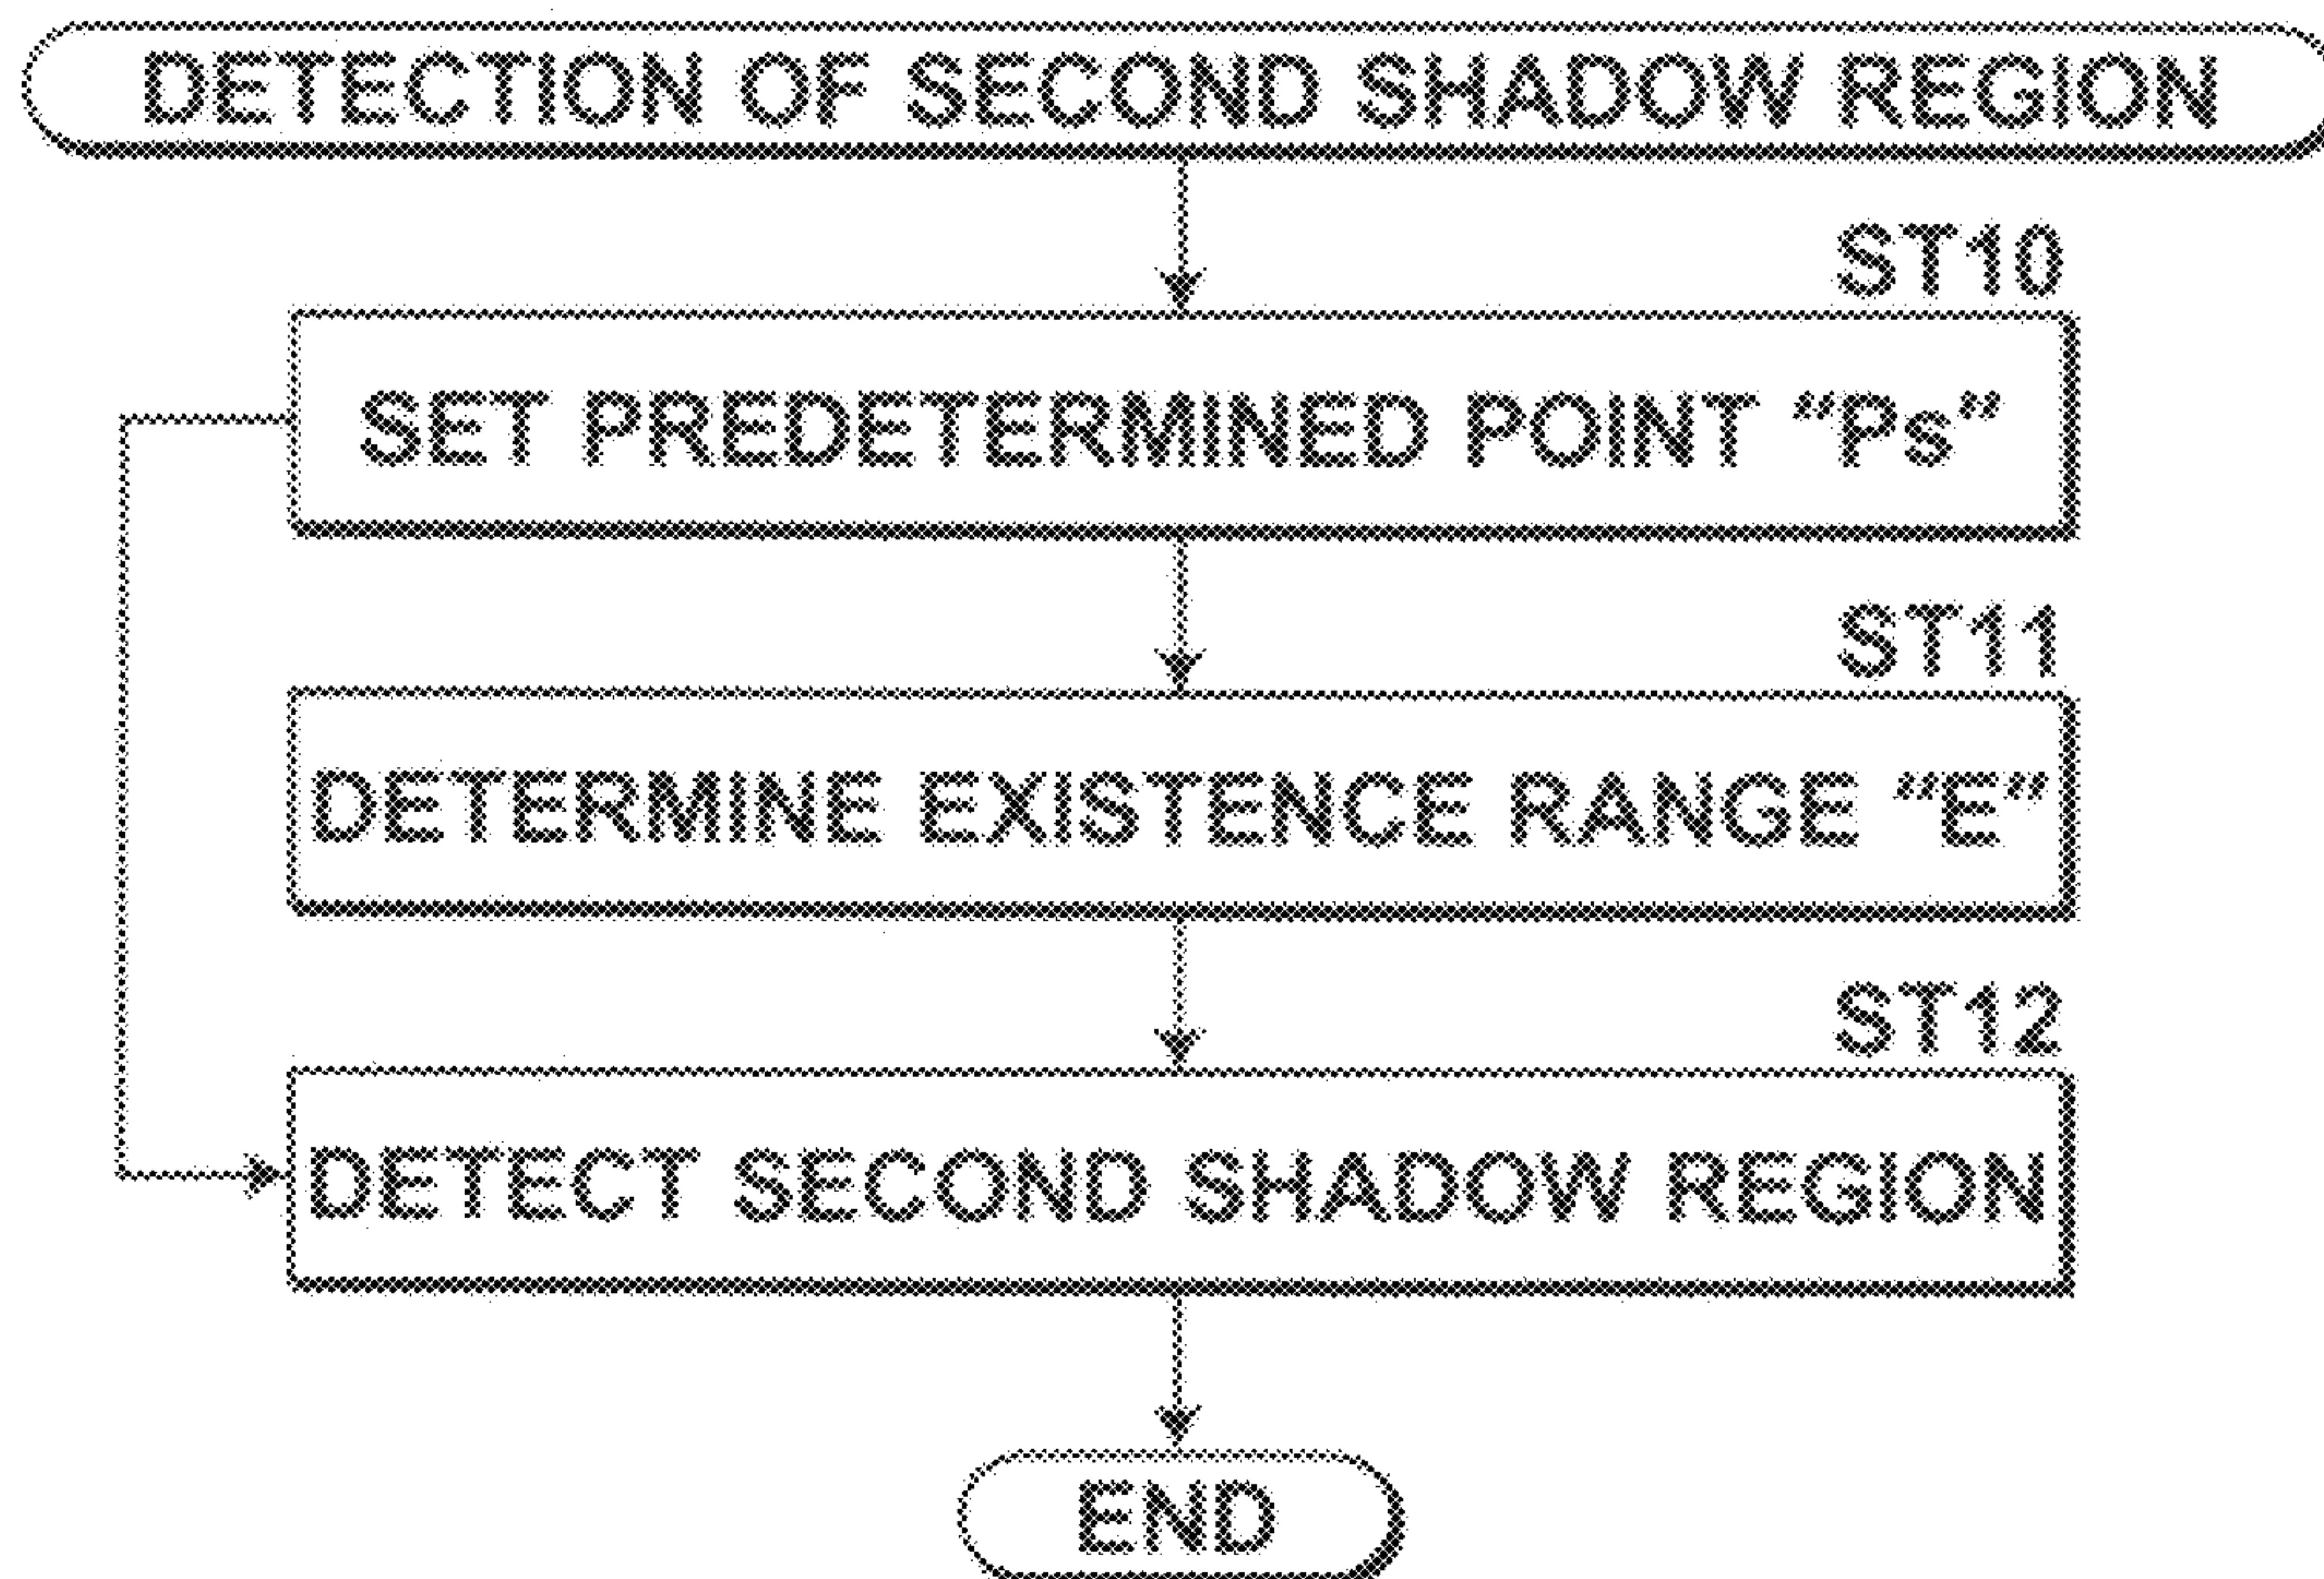 DETECTION OF SECOND SHADOW REGION
ST10
SET PREDETERMINED POINT “Ps”
ST11
DETERMINE EXISTENCE RANGE “E”
ST12
DETECT SECOND SHADOW REGION
END